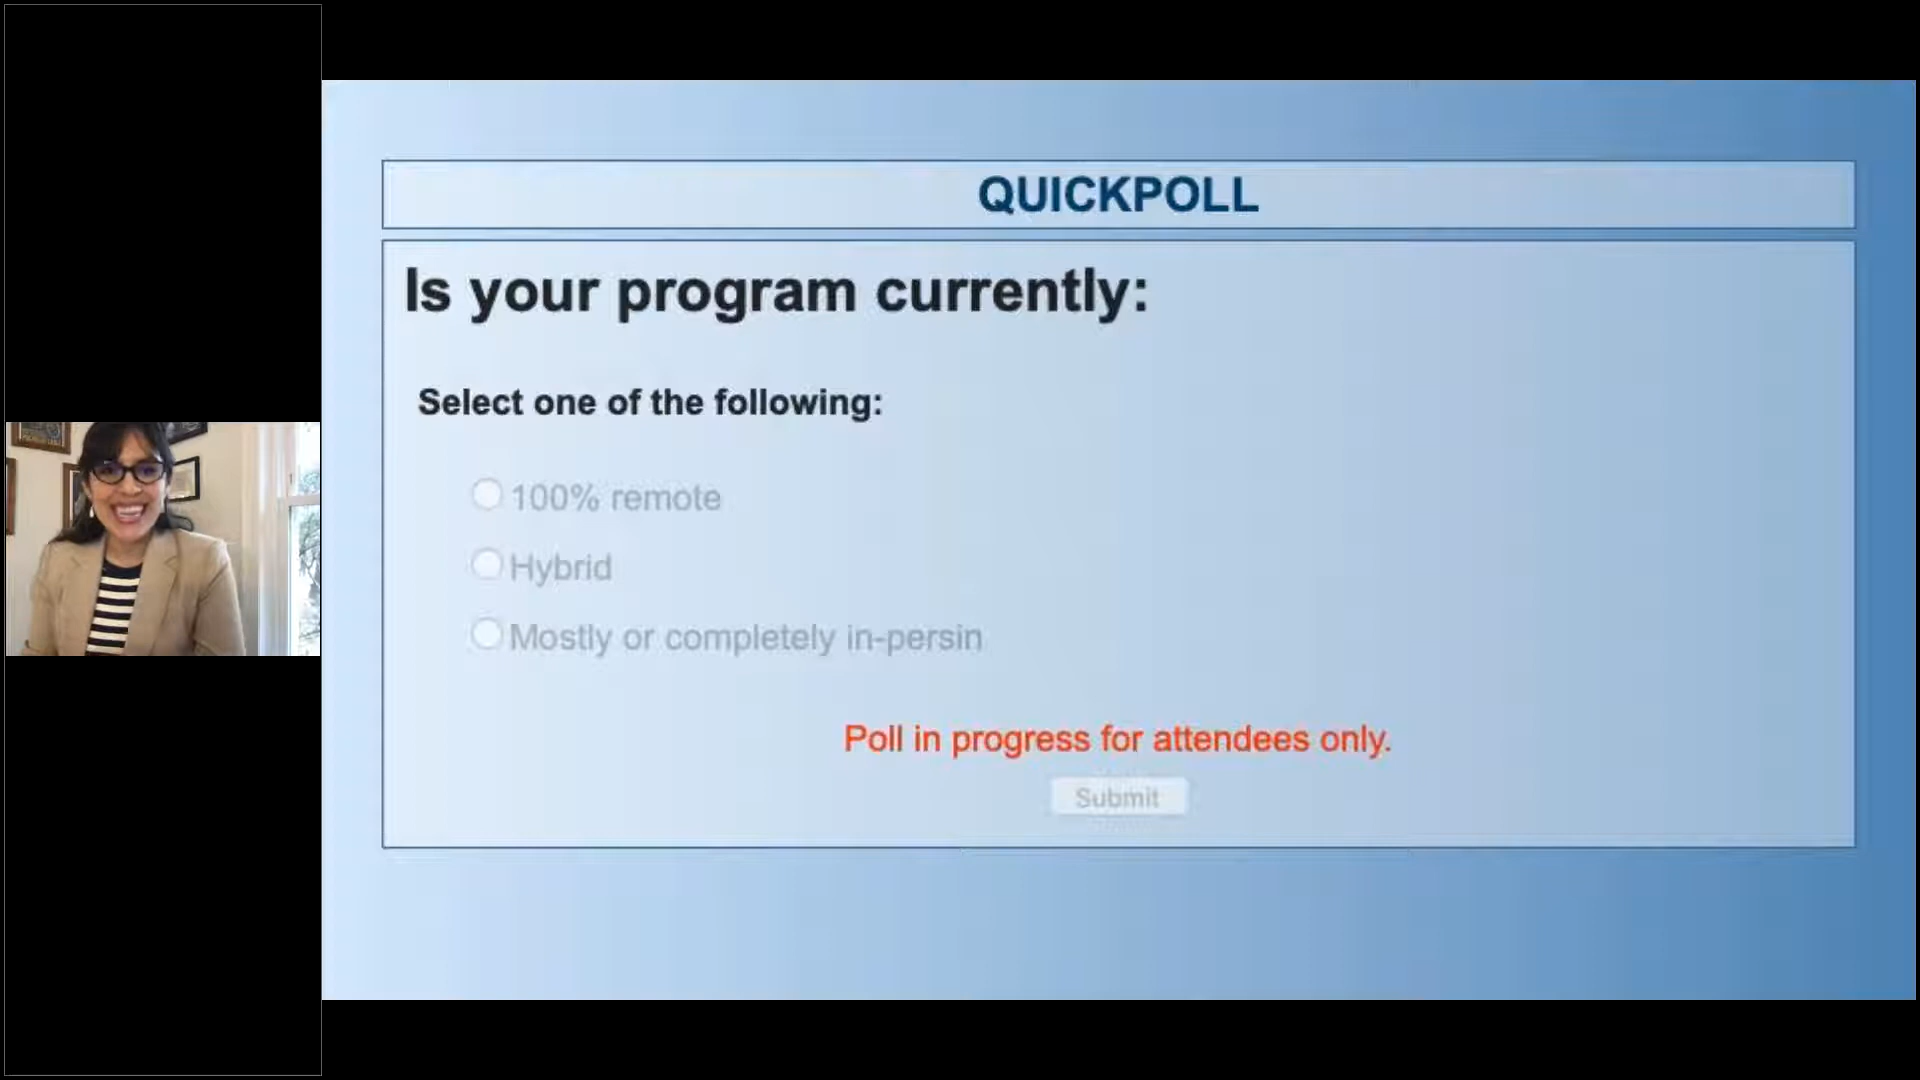 QUICKPOLL
Is your program currently:
Select one of the following:
100% remote
Hybrid
Mostly or completely in-persin
Poll in progress for attendees only.
Submit